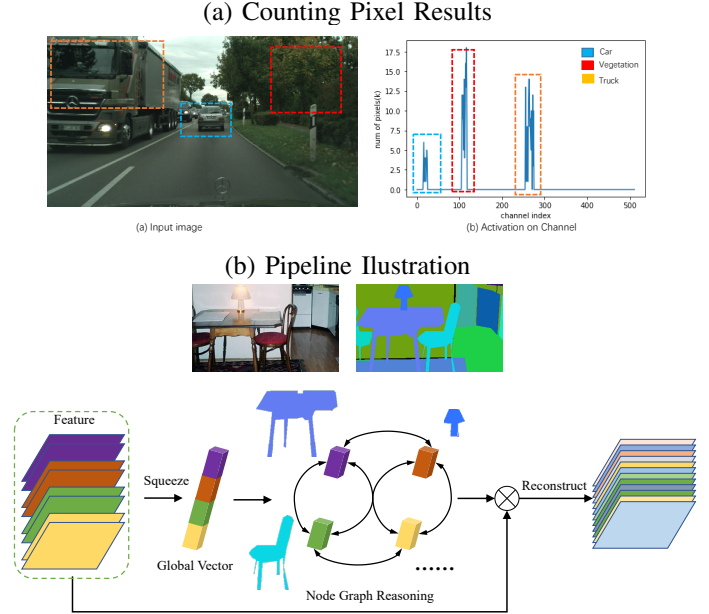 (a) Counting Pixel Results
num of pixels(k)
17.5
15.0
12.5
10.0
7.5
5.0
2.5
0.0
Car
Vegetation
Truck
0 100 200 300 400 500
channel index
(a) Input image
(b) Activation on Channel
(b) Pipeline Ilustration
Feature
Squeeze
Global Vector
Node Graph Reasoning
......
Reconstruct